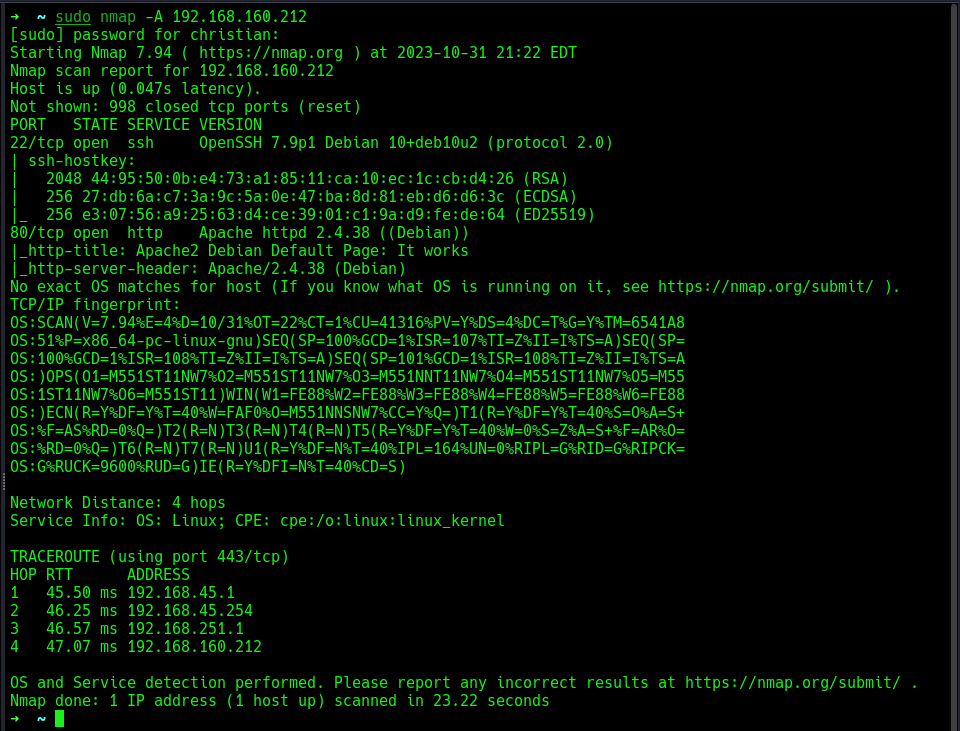 →  ~ sudo nmap -A 192.168.160.212
[sudo] password for christian:
Starting Nmap 7.94 ( https://nmap.org ) at 2023-10-31 21:22 EDT
Nmap scan report for 192.168.160.212
Host is up (0.047s latency).
Not shown: 998 closed tcp ports (reset)
PORT   STATE SERVICE VERSION
22/tcp open  ssh     OpenSSH 7.9p1 Debian 10+deb10u2 (protocol 2.0)
| ssh-hostkey:
|   2048 44:95:50:0b:e4:73:a1:85:11:ca:10:ec:1c:cb:d4:26 (RSA)
|   256 27:db:6a:c7:3a:9c:5a:0e:47:ba:8d:81:eb:d6:d6:3c (ECDSA)
|_  256 e3:07:56:a9:25:63:d4:ce:39:01:c1:9a:d9:fe:de:64 (ED25519)
80/tcp open  http    Apache httpd 2.4.38 ((Debian))
|_http-title: Apache2 Debian Default Page: It works
|_http-server-header: Apache/2.4.38 (Debian)
No exact OS matches for host (If you know what OS is running on it, see https://nmap.org/submit/ ).
TCP/IP fingerprint:
OS:SCAN(V=7.94%E=4%D=10/31%OT=22%CT=1%CU=41316%PV=Y%DS=4%DC=T%G=Y%TM=6541A8
OS:51%P=x86_64-pc-linux-gnu)SEQ(SP=100%GCD=1%ISR=107%TI=Z%II=I%TS=A)SEQ(SP=
OS:100%GCD=1%ISR=108%TI=Z%II=I%TS=A)SEQ(SP=101%GCD=1%ISR=108%TI=Z%II=I%TS=A
OS:)OPS(O1=M551ST11NW7%O2=M551ST11NW7%O3=M551NNT11NW7%O4=M551ST11NW7%O5=M55
OS:1ST11NW7%O6=M551ST11)WIN(W1=FE88%W2=FE88%W3=FE88%W4=FE88%W5=FE88%W6=FE88
OS:)ECN(R=Y%DF=Y%T=40%W=FAF0%O=M551NNSNW7%CC=Y%Q=)T1(R=Y%DF=Y%T=40%S=O%A=S+
OS:%F=AS%RD=0%Q=)T2(R=N)T3(R=N)T4(R=N)T5(R=Y%DF=Y%T=40%W=0%S=Z%A=S+%F=AR%O=
OS:%RD=0%Q=)T6(R=N)T7(R=N)U1(R=Y%DF=N%T=40%IPL=164%UN=0%RIPL=G%RID=G%RIPCK=
OS:G%RUCK=9600%RUD=G)IE(R=Y%DFI=N%T=40%CD=S)
Network Distance: 4 hops
Service Info: OS: Linux; CPE: cpe:/o:linux:linux_kernel
TRACEROUTE (using port 443/tcp)
HOP RTT      ADDRESS
1   45.50 ms 192.168.45.1
2   46.25 ms 192.168.45.254
3   46.57 ms 192.168.251.1
4   47.07 ms 192.168.160.212
OS and Service detection performed. Please report any incorrect results at https://nmap.org/submit/ .
Nmap done: 1 IP address (1 host up) scanned in 23.22 seconds
→  ~